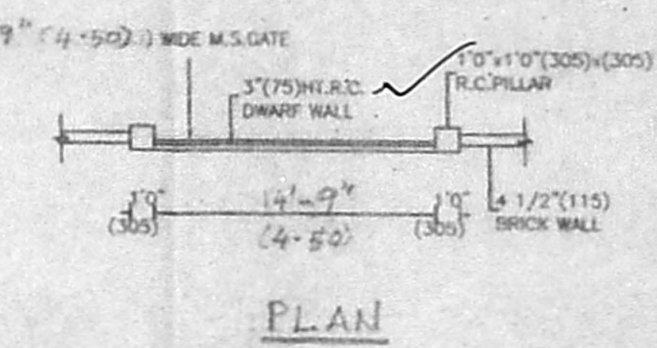 9" (4·50) WIDE M.S.GATE
1'0"x1'0"(305)x(305)
R.C.PILLAR
3"(75)HT.R.C.
DWARF WALL
1'0"
(305)
14'-9"
(4·50)
1'0"
(305)
4 1/2"(115)
BRICK WALL
PLAN